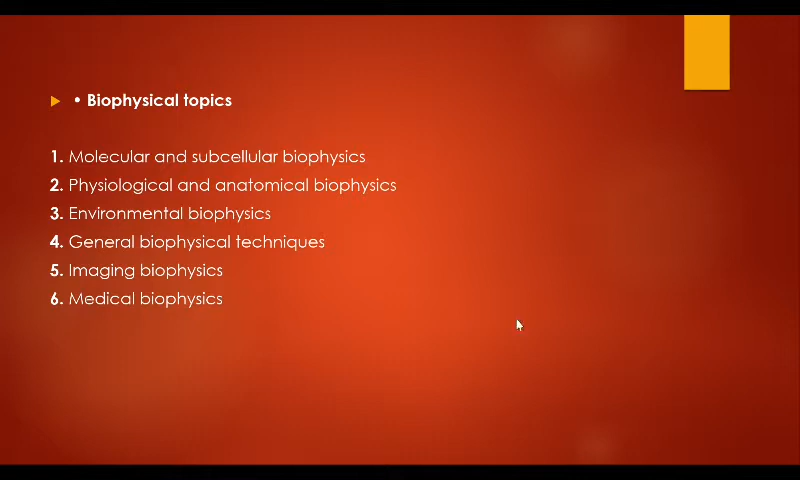 • Biophysical topics
1. Molecular and subcellular biophysics
2. Physiological and anatomical biophysics
3. Environmental biophysics
4. General biophysical techniques
5. Imaging biophysics
6. Medical biophysics